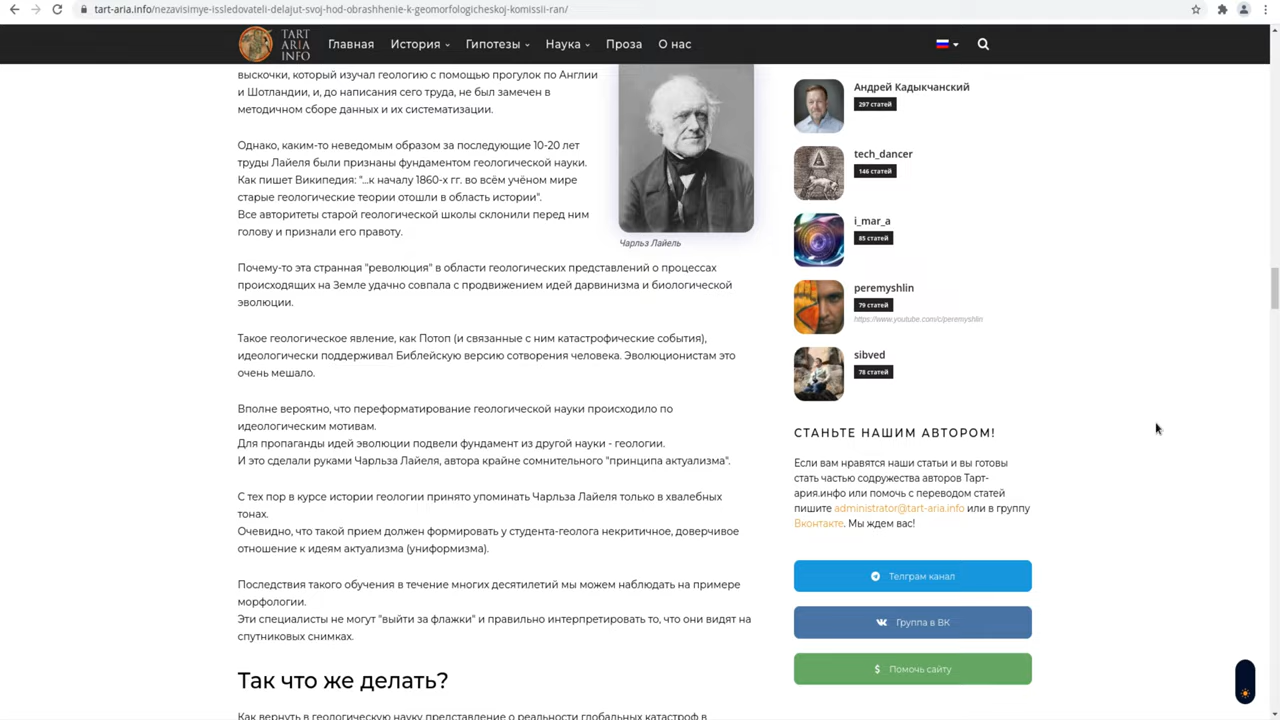 tart-aria.info/nezavisimye-issledovateli-delajut-svoj-hod-obrashhenie-k-geomorfologicheskoj-komissii-ran/
TART
ARIA
INFO
Главная
История
Гипотезы
Наука
Проза
О нас
выскочки, который изучал геологию с помощью прогулок по Англии
и Шотландии, и, до написания сего труда, не был замечен в
методичном сборе данных и их систематизации.
Однако, каким-то неведомым образом за последующие 10-20 лет
труды Лайеля были признаны фундаментом геологической науки.
Как пишет Википедия: "...к началу 1860-х гг. во всём учёном мире
старые геологические теории отошли в область истории".
Все авторитеты старой геологической школы склонили перед ним
голову и признали его правоту.
Чарльз Лайель
Почему-то эта странная "революция" в области геологических представлений о процессах
происходящих на Земле удачно совпала с продвижением идей дарвинизма и биологической
эволюции.
Такое геологическое явление, как Потоп (и связанные с ним катастрофические события),
идеологически поддерживал Библейскую версию сотворения человека. Эволюционистам это
очень мешало.
Вполне вероятно, что переформатирование геологической науки происходило по
идеологическим мотивам.
Для пропаганды идей эволюции подвели фундамент из другой науки - геологии.
И это сделали руками Чарльза Лайеля, автора крайне сомнительного "принципа актуализма".
С тех пор в курсе истории геологии принято упоминать Чарльза Лайеля только в хвалебных
тонах.
Очевидно, что такой прием должен формировать у студента-геолога некритичное, доверчивое
отношение к идеям актуализма (униформизма).
Последствия такого обучения в течение многих десятилетий мы можем наблюдать на примере
морфологии.
Эти специалисты не могут "выйти за флажки" и правильно интерпретировать то, что они видят на
спутниковых снимках.
Так что же делать?
Как вернуть в геологическую науку представление о реальности глобальных катастроф в
Андрей Кадыкчанский
297 статей
tech_dancer
146 статей
i_mar_a
85 статей
peremyshlin
79 статей
https://www.youtube.com/c/peremyshlin
sibved
78 статей
СТАНЬТЕ НАШИМ АВТОРОМ!
Если вам нравятся наши статьи и вы готовы
стать частью содружества авторов Тарт-
ария.инфо или помочь с переводом статей
пишите administrator@tart-aria.info или в группу
Вконтакте. Мы ждем вас!
Телграм канал
Группа в ВК
Помочь сайту